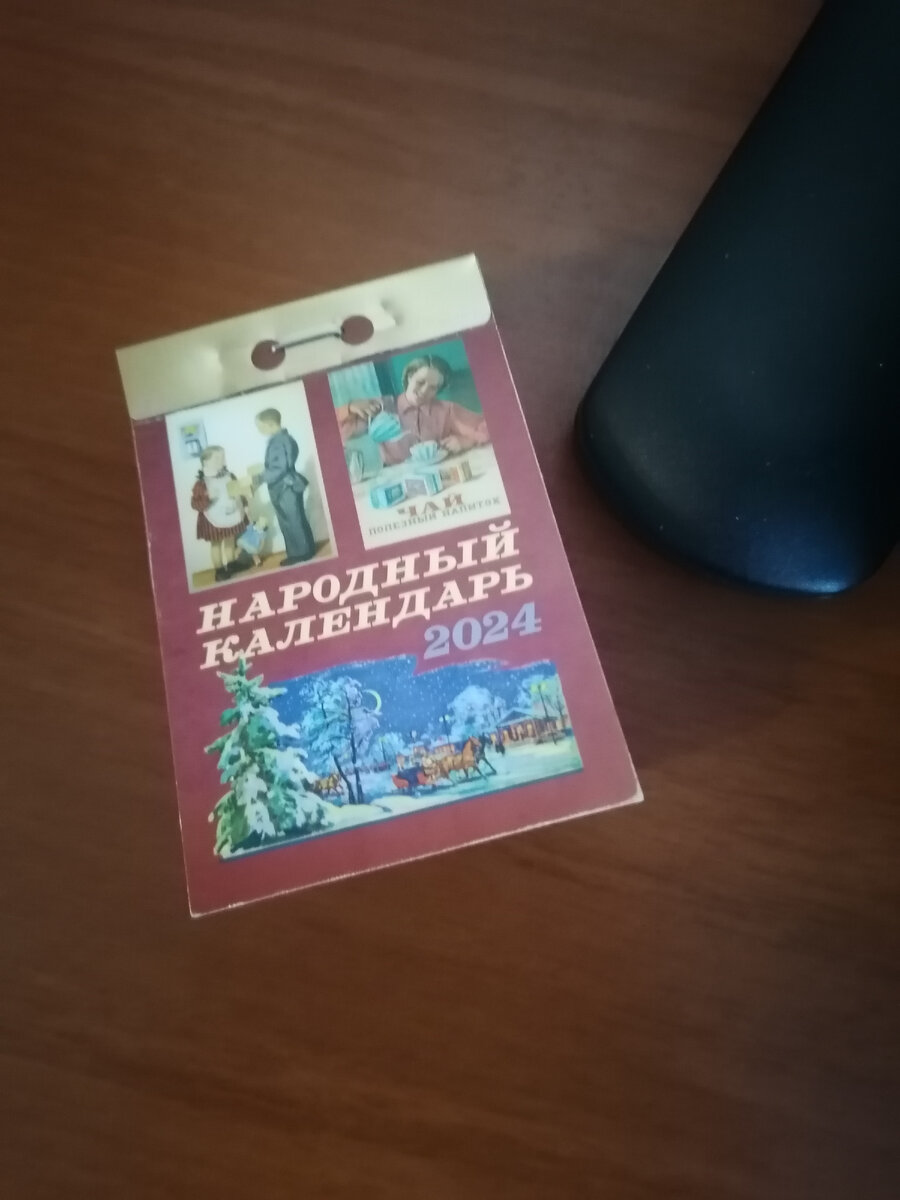 ЧАЙ
ПОЛЕЗНЫЙ НАПИТОК
НАРОДНЫЙ
КАЛЕНДАРЬ
2024